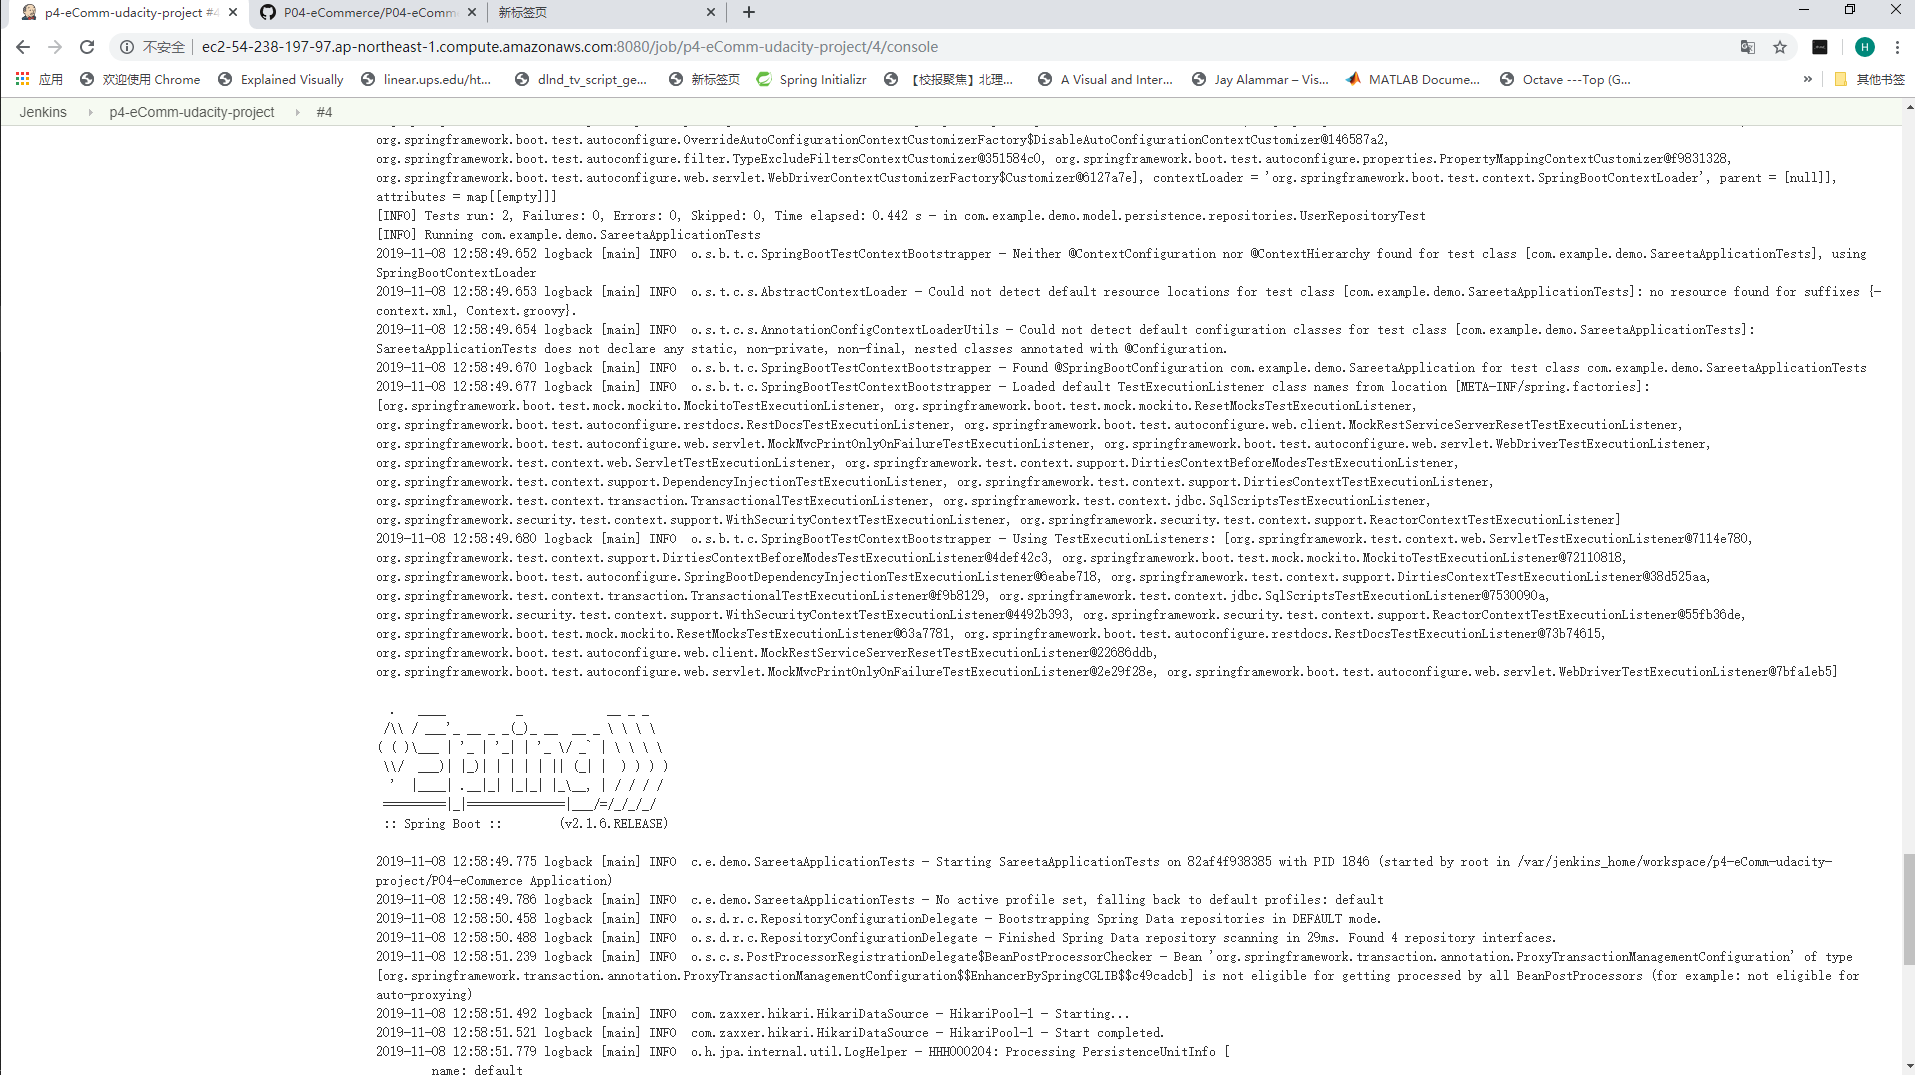 p4-eComm-udacity-project #4
P04-eCommerce/P04-eComm
新标签页
不安全
ec2-54-238-197-97.ap-northeast-1.compute.amazonaws.com:8080/job/p4-eComm-udacity-project/4/console
H
应用
欢迎使用 Chrome
Explained Visually
linear.ups.edu/ht...
dlnd_tv_script_ge...
新标签页
Spring Initializr
【校报聚焦】北理...
A Visual and Inter...
Jay Alammar – Vis...
MATLAB Docume...
Octave ---Top (G...
»
其他书签
Jenkins
p4-eComm-udacity-project
#4
org.springframework.boot.test.autoconfigure.OverrideAutoConfigurationContextCustomizerFactory$DisableAutoConfigurationContextCustomizer@146587a2,
org.springframework.boot.test.autoconfigure.filter.TypeExcludeFiltersContextCustomizer@351584c0, org.springframework.boot.test.autoconfigure.properties.PropertyMappingContextCustomizer@f9831328,
org.springframework.boot.test.autoconfigure.web.servlet.WebDriverContextCustomizerFactory$Customizer@6127a7e], contextLoader = 'org.springframework.boot.test.context.SpringBootContextLoader', parent = [null]],
attributes = map[[empty]]]
[INFO] Tests run: 2, Failures: 0, Errors: 0, Skipped: 0, Time elapsed: 0.442 s - in com.example.demo.model.persistence.repositories.UserRepositoryTest
[INFO] Running com.example.demo.SareetaApplicationTests
2019-11-08 12:58:49.652 logback [main] INFO  o.s.b.t.c.SpringBootTestContextBootstrapper - Neither @ContextConfiguration nor @ContextHierarchy found for test class [com.example.demo.SareetaApplicationTests], using
SpringBootContextLoader
2019-11-08 12:58:49.653 logback [main] INFO  o.s.t.c.s.AbstractContextLoader - Could not detect default resource locations for test class [com.example.demo.SareetaApplicationTests]: no resource found for suffixes {-
context.xml, Context.groovy}.
2019-11-08 12:58:49.654 logback [main] INFO  o.s.t.c.s.AnnotationConfigContextLoaderUtils - Could not detect default configuration classes for test class [com.example.demo.SareetaApplicationTests]:
SareetaApplicationTests does not declare any static, non-private, non-final, nested classes annotated with @Configuration.
2019-11-08 12:58:49.670 logback [main] INFO  o.s.b.t.c.SpringBootTestContextBootstrapper - Found @SpringBootConfiguration com.example.demo.SareetaApplication for test class com.example.demo.SareetaApplicationTests
2019-11-08 12:58:49.677 logback [main] INFO  o.s.b.t.c.SpringBootTestContextBootstrapper - Loaded default TestExecutionListener class names from location [META-INF/spring.factories]:
[org.springframework.boot.test.mock.mockito.MockitoTestExecutionListener, org.springframework.boot.test.mock.mockito.ResetMocksTestExecutionListener,
org.springframework.boot.test.autoconfigure.restdocs.RestDocsTestExecutionListener, org.springframework.boot.test.autoconfigure.web.client.MockRestServiceServerResetTestExecutionListener,
org.springframework.boot.test.autoconfigure.web.servlet.MockMvcPrintOnlyOnFailureTestExecutionListener, org.springframework.boot.test.autoconfigure.web.servlet.WebDriverTestExecutionListener,
org.springframework.test.context.web.ServletTestExecutionListener, org.springframework.test.context.support.DirtiesContextBeforeModesTestExecutionListener,
org.springframework.test.context.support.DependencyInjectionTestExecutionListener, org.springframework.test.context.support.DirtiesContextTestExecutionListener,
org.springframework.test.context.transaction.TransactionalTestExecutionListener, org.springframework.test.context.jdbc.SqlScriptsTestExecutionListener,
org.springframework.security.test.context.support.WithSecurityContextTestExecutionListener, org.springframework.security.test.context.support.ReactorContextTestExecutionListener]
2019-11-08 12:58:49.680 logback [main] INFO  o.s.b.t.c.SpringBootTestContextBootstrapper - Using TestExecutionListeners: [org.springframework.test.context.web.ServletTestExecutionListener@7114e780,
org.springframework.test.context.support.DirtiesContextBeforeModesTestExecutionListener@4def42c3, org.springframework.boot.test.mock.mockito.MockitoTestExecutionListener@72110818,
org.springframework.boot.test.autoconfigure.SpringBootDependencyInjectionTestExecutionListener@6eabe718, org.springframework.test.context.support.DirtiesContextTestExecutionListener@38d525aa,
org.springframework.test.context.transaction.TransactionalTestExecutionListener@f9b8129, org.springframework.test.context.jdbc.SqlScriptsTestExecutionListener@7530090a,
org.springframework.security.test.context.support.WithSecurityContextTestExecutionListener@4492b393, org.springframework.security.test.context.support.ReactorContextTestExecutionListener@55fb36de,
org.springframework.boot.test.mock.mockito.ResetMocksTestExecutionListener@63a7781, org.springframework.boot.test.autoconfigure.restdocs.RestDocsTestExecutionListener@73b74615,
org.springframework.boot.test.autoconfigure.web.client.MockRestServiceServerResetTestExecutionListener@22686ddb,
org.springframework.boot.test.autoconfigure.web.servlet.MockMvcPrintOnlyOnFailureTestExecutionListener@2e29f28e, org.springframework.boot.test.autoconfigure.web.servlet.WebDriverTestExecutionListener@7bfa1eb5]
:: Spring Boot ::        (v2.1.6.RELEASE)
2019-11-08 12:58:49.775 logback [main] INFO  c.e.demo.SareetaApplicationTests - Starting SareetaApplicationTests on 82af4f938385 with PID 1846 (started by root in /var/jenkins_home/workspace/p4-eComm-udacity-
project/P04-eCommerce Application)
2019-11-08 12:58:49.786 logback [main] INFO  c.e.demo.SareetaApplicationTests - No active profile set, falling back to default profiles: default
2019-11-08 12:58:50.458 logback [main] INFO  o.s.d.r.c.RepositoryConfigurationDelegate - Bootstrapping Spring Data repositories in DEFAULT mode.
2019-11-08 12:58:50.488 logback [main] INFO  o.s.d.r.c.RepositoryConfigurationDelegate - Finished Spring Data repository scanning in 29ms. Found 4 repository interfaces.
2019-11-08 12:58:51.239 logback [main] INFO  o.s.c.s.PostProcessorRegistrationDelegate$BeanPostProcessorChecker - Bean 'org.springframework.transaction.annotation.ProxyTransactionManagementConfiguration' of type
[org.springframework.transaction.annotation.ProxyTransactionManagementConfiguration$$EnhancerBySpringCGLIB$$c49cadcb] is not eligible for getting processed by all BeanPostProcessors (for example: not eligible for
auto-proxying)
2019-11-08 12:58:51.492 logback [main] INFO  com.zaxxer.hikari.HikariDataSource - HikariPool-1 - Starting...
2019-11-08 12:58:51.521 logback [main] INFO  com.zaxxer.hikari.HikariDataSource - HikariPool-1 - Start completed.
2019-11-08 12:58:51.779 logback [main] INFO  o.h.jpa.internal.util.LogHelper - HHH000204: Processing PersistenceUnitInfo [
name: default